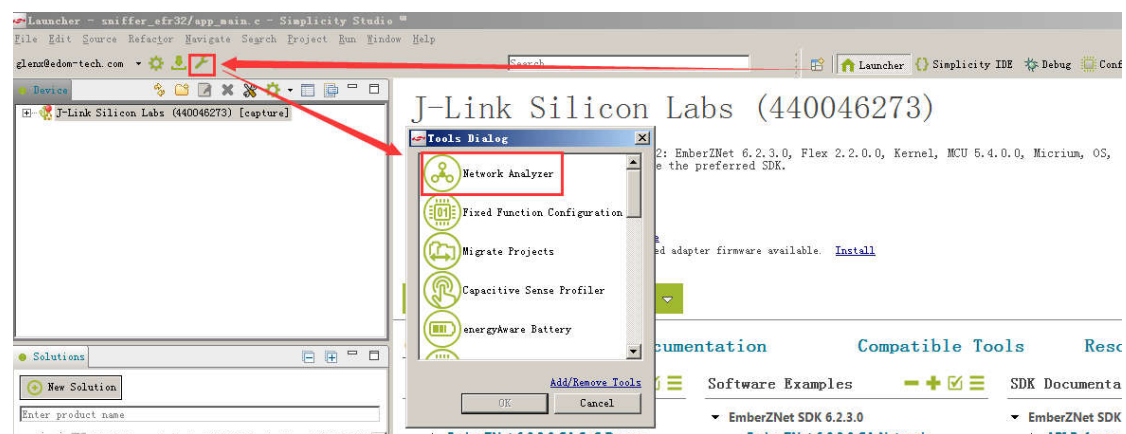 Launcher - sniffer_efr32/app_main.c - Simplicity Studio ™
File Edit Source Refactor Navigate Search Project Run Window Help
glenx@edom-tech.com
Search
Launcher {} Simplicity IDE Debug Conf
Device
J-Link Silicon Labs (440046273) [capture]
J-Link Silicon Labs (440046273)
2: EmberZNet 6.2.3.0, Flex 2.2.0.0, Kernel, MCU 5.4.0.0, Micrium, OS,
e the preferred SDK.
ed adapter firmware available. Install
Tools Dialog
Network Analyzer
Fixed Function Configuration
Migrate Projects
Capacitive Sense Profiler
energyAware Battery
Add/Remove Tools
OK Cancel
cumentation Compatible Tools Reso
Solutions
New Solution
Enter product name
Software Examples
SDK Documenta
EmberZNet SDK 6.2.3.0
EmberZNet SDK